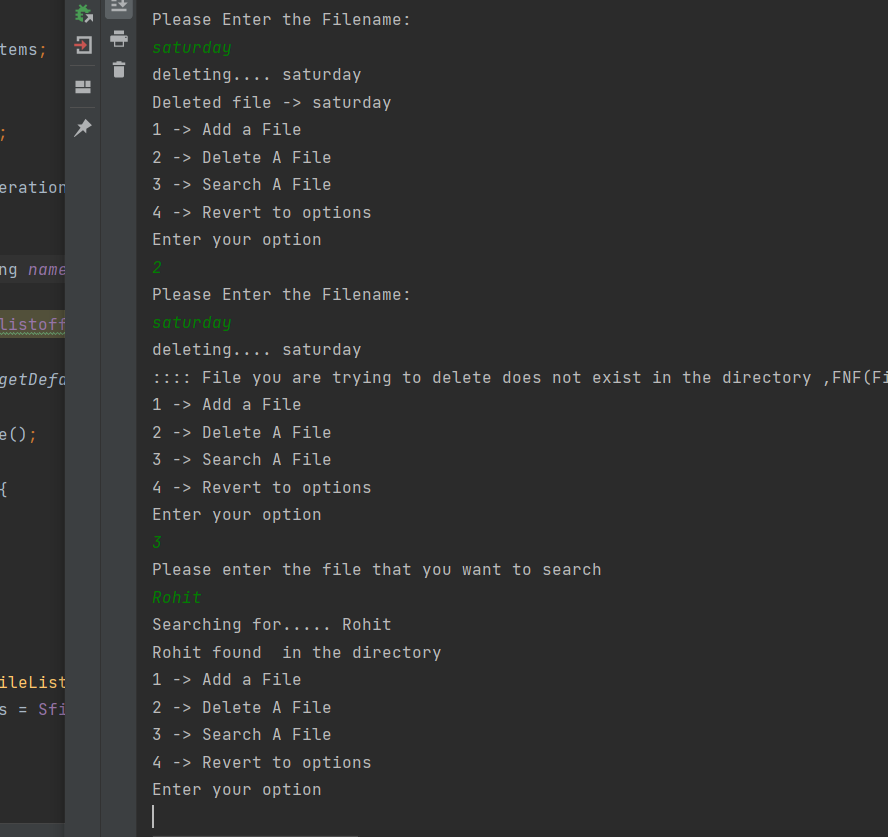 Please Enter the Filename:
saturday
deleting.... saturday
Deleted file -> saturday
1 -> Add a File
2 -> Delete A File
3 -> Search A File
4 -> Revert to options
Enter your option
2
Please Enter the Filename:
saturday
deleting.... saturday
:::: File you are trying to delete does not exist in the directory ,FNF(Fi
1 -> Add a File
2 -> Delete A File
3 -> Search A File
4 -> Revert to options
Enter your option
3
Please enter the file that you want to search
Rohit
Searching for..... Rohit
Rohit found  in the directory
1 -> Add a File
2 -> Delete A File
3 -> Search A File
4 -> Revert to options
Enter your option
tems;
;
eration
ng name
listoff
getDefa
e();
{
ileList
s = Sfi